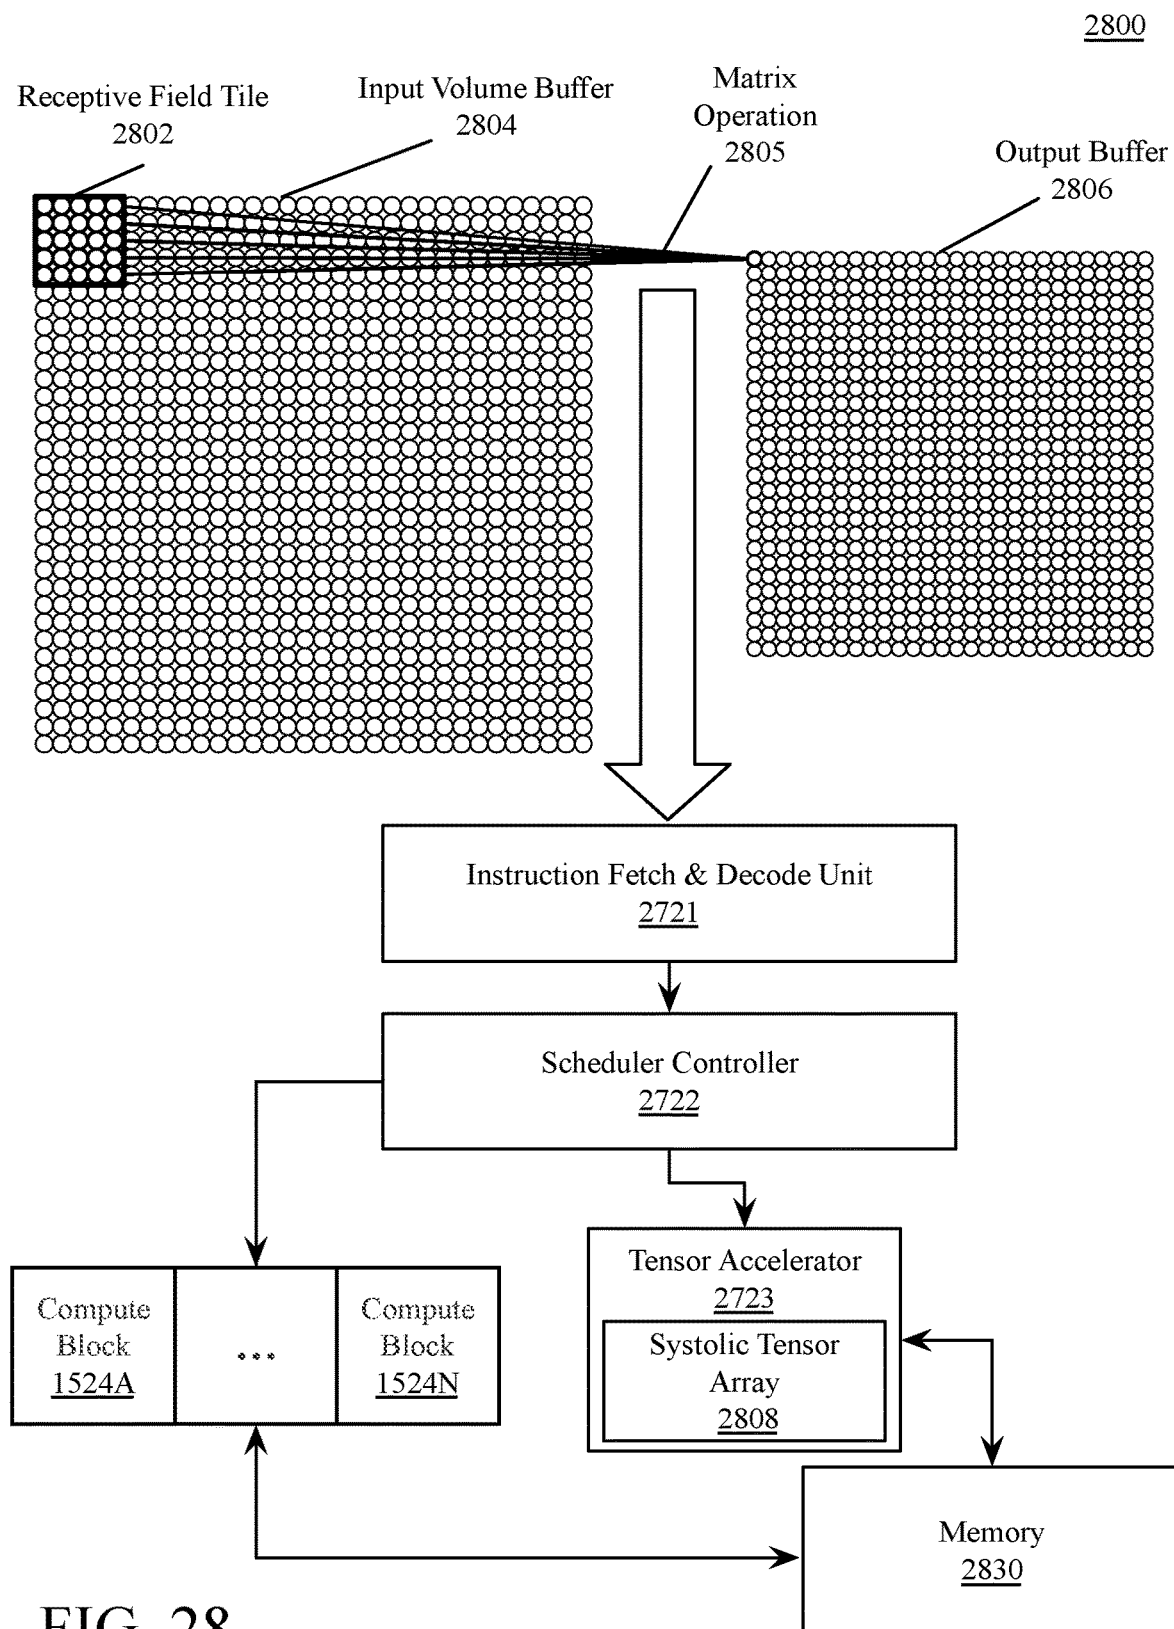 2800
Receptive Field Tile
2802
Input Volume Buffer
2804
Matrix
Operation
2805
Output Buffer
2806
Instruction Fetch & Decode Unit
2721
Scheduler Controller
2722
Compute
Block
1524A
...
Compute
Block
1524N
Tensor Accelerator
2723
Systolic Tensor
Array
2808
Memory
2830
FIG. 28